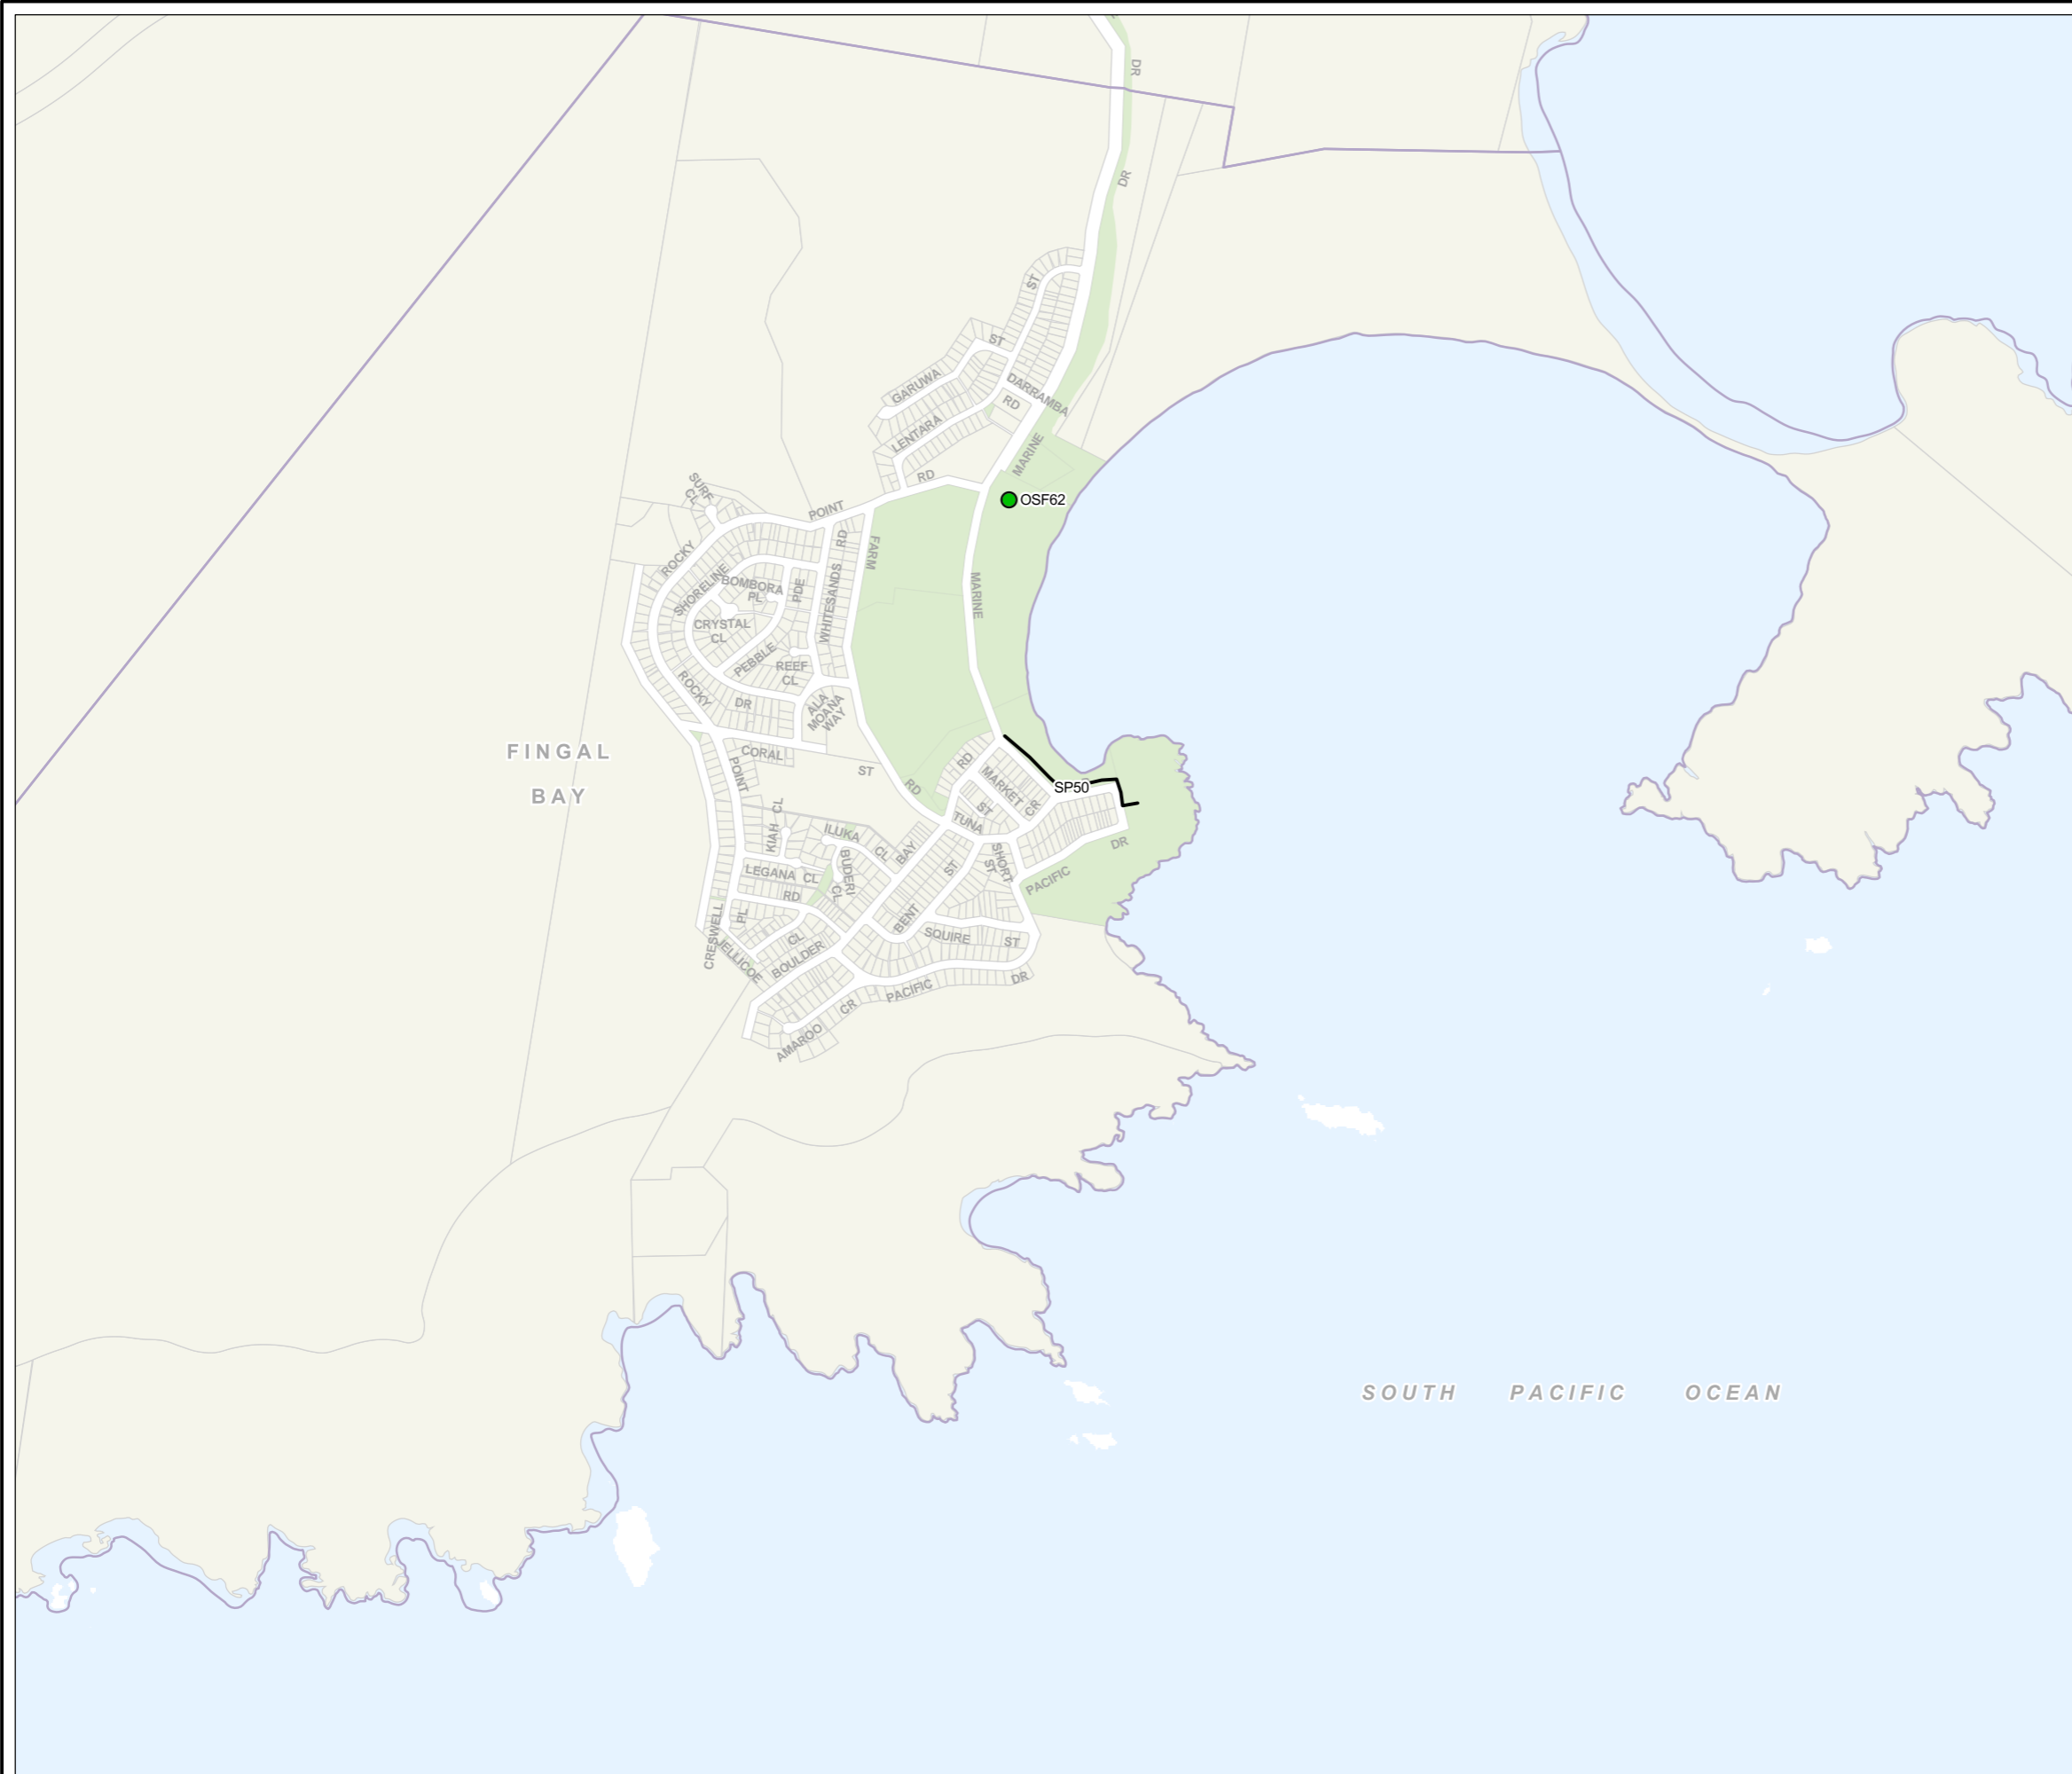 DR
DR
ST
ST
GARUWA
DARRAMBA
RD
LENTARA
MARINE
RD
SURF
CL
OSF62
POINT
RD
FARM
ROCKY
SHORELINE
BOMBORA
PL
PDE
MARINE
WHITESANDS
CRYSTAL
CL
PEBBLE
REEF
CL
ROCKY
DR
ALA
MOANA
WAY
FINGAL
BAY
CORAL
ST
POINT
RD
RD
MARKET
ST
CR
SP50
CL
KIAH
TUNA
ILUKA
CL
BAY
SHORT
ST
DR
BUDERI
CL
ST
LEGANA CL
PACIFIC
RD
PL
BENT
SQUIRE
ST
CRESWELL
JELLICOE
CL
BOULDER
DR
PACIFIC
CR
AMAROO
SOUTH PACIFIC OCEAN